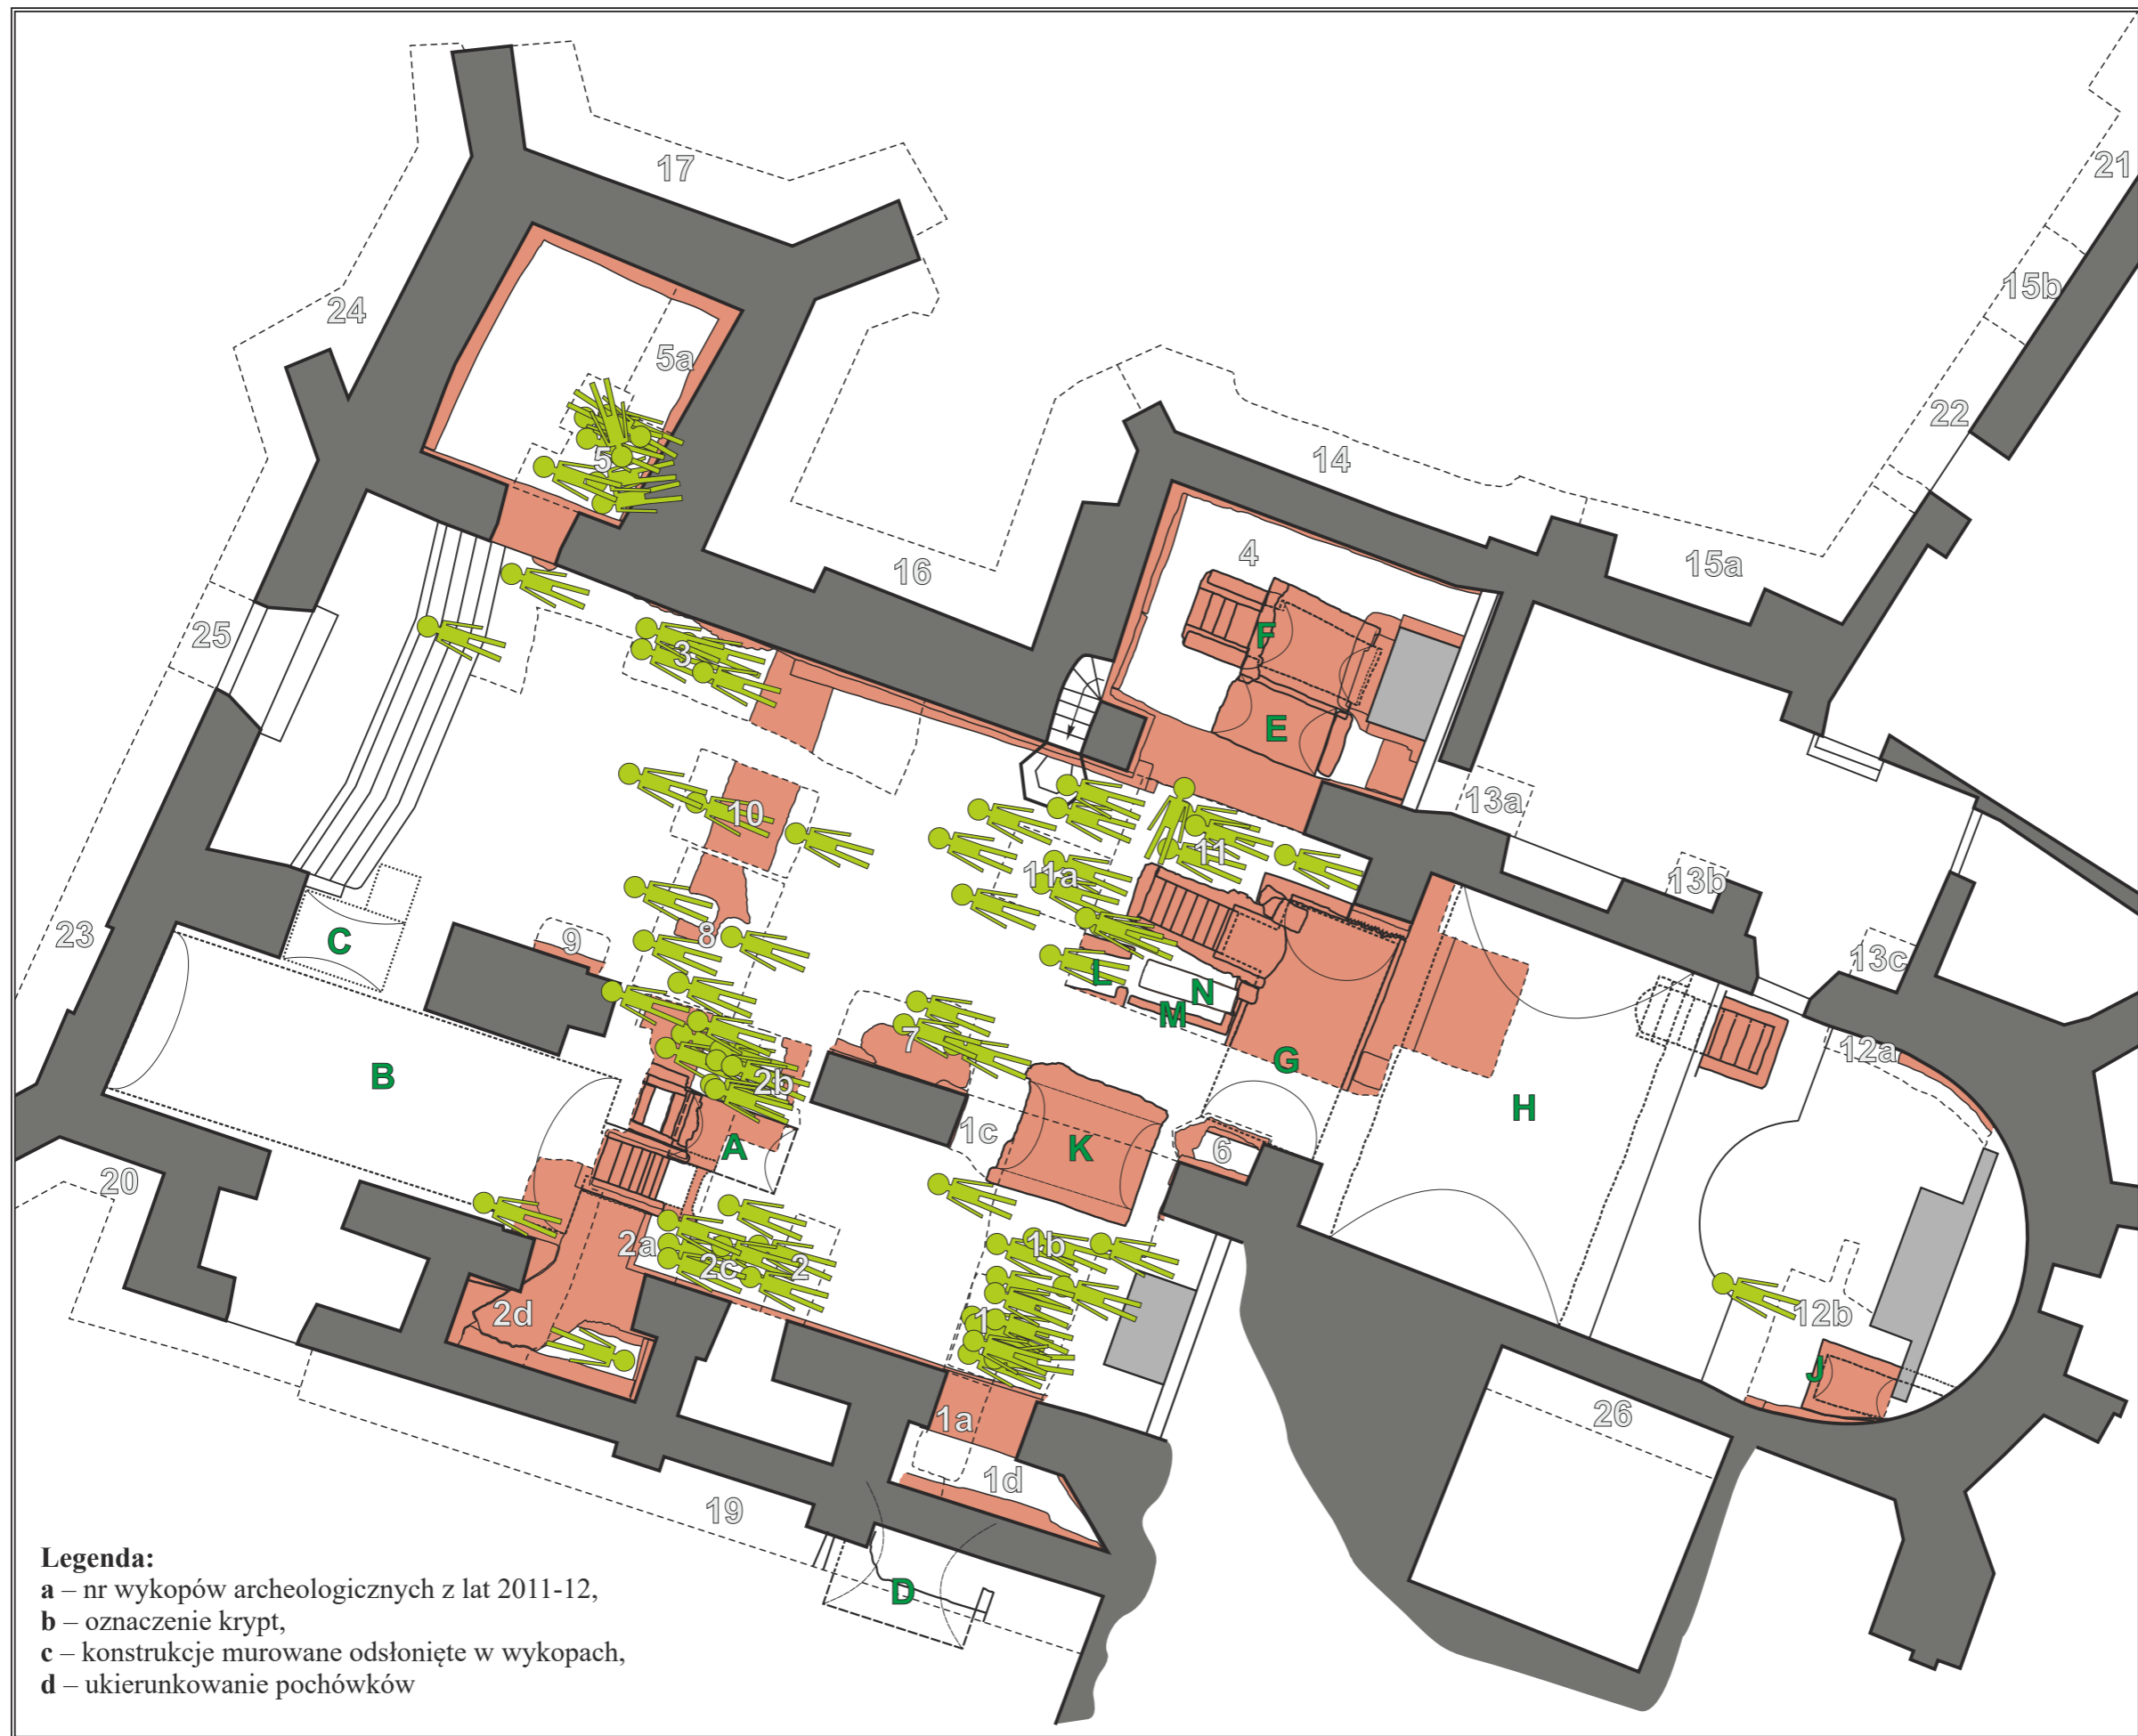 17
21
15b
24
5a
22
5
14
4
15a
16
25
F
3
E
13a
10
11
11a
13b
8
9
C
23
13c
L
N
M
7
12a
G
B
2b
H
1c
A
K
6
20
2a
1b
2c
2
2d
1
12b
J
1a
26
1d
19
D
Legenda:
a – nr wykopów archeologicznych z lat 2011-12,
b – oznaczenie krypt,
c – konstrukcje murowane odsłonięte w wykopach,
d – ukierunkowanie pochówków